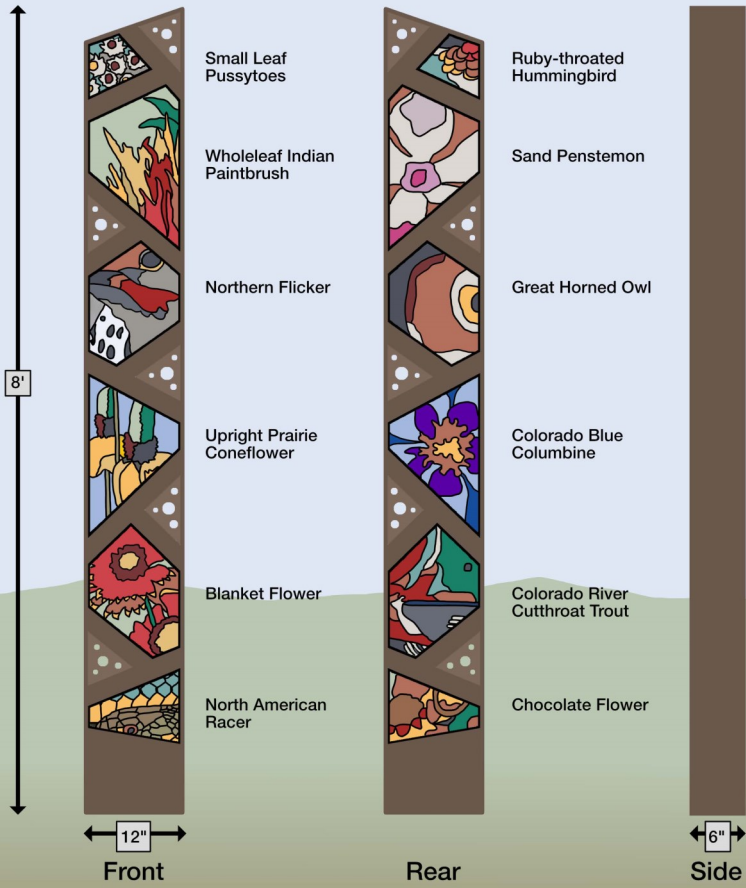 Small Leaf
Pussytoes
Wholeleaf Indian
Paintbrush
Northern Flicker
Upright Prairie
Coneflower
Blanket Flower
North American
Racer
Ruby-throated
Hummingbird
Sand Penstemon
Great Horned Owl
Colorado Blue
Columbine
Colorado River
Cutthroat Trout
Chocolate Flower
8'
12"
6"
Front
Rear
Side